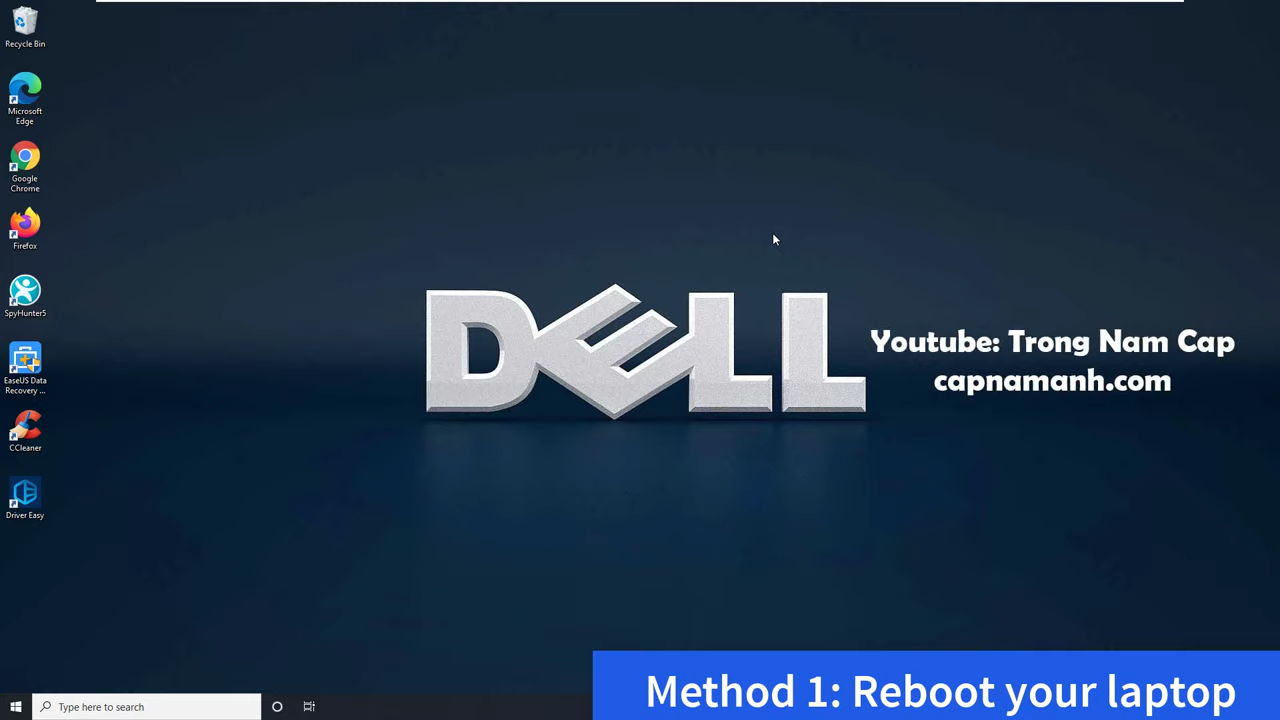 Recycle Bin
Microsoft
Edge
Google
Chrome
Firefox
SpyHunter5
EaseUS Data
Recovery ...
CCleaner
Driver Easy
DELL
Youtube: Trong Nam Cap
capnamanh.com
Method 1: Reboot your laptop
Type here to search